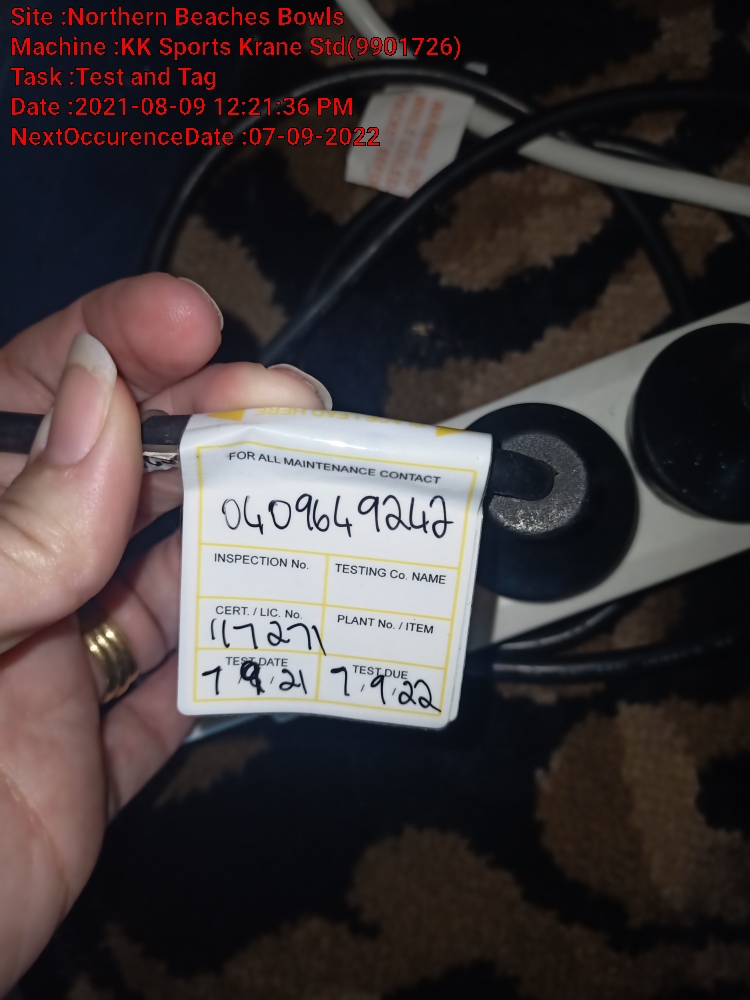 Site :Northern Beaches Bowls
Machine :KK Sports Krane Std(9901726)
Task :Test and Tag
Date :2021-08-09 12:21:36 PM
NextOccurenceDate :07-09-2022
FOR ALL MAINTENANCE CONTACT
0409649242
INSPECTION No.
TESTING Co. NAME
CERT. / LIC. No.
117271
PLANT No. / ITEM
TEST DATE
7 9 21
TEST DUE
7 9 22